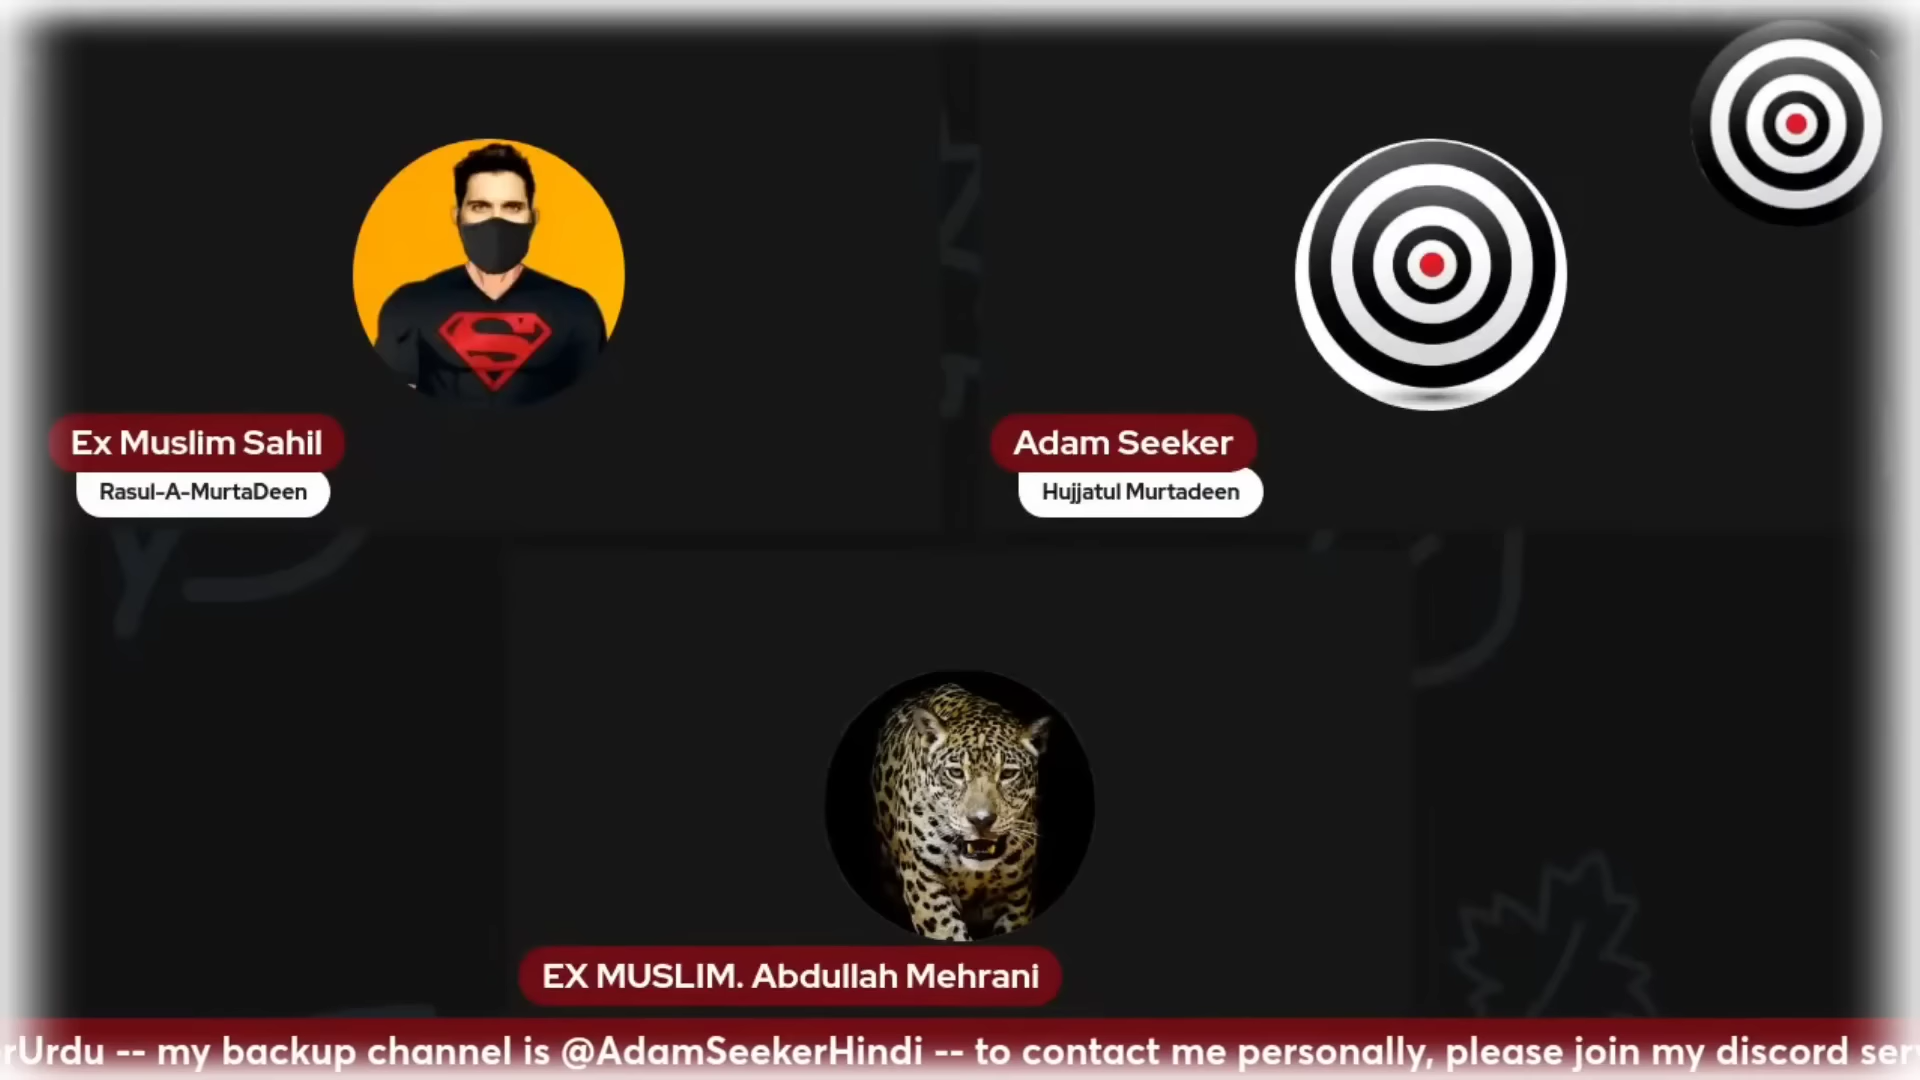 Ex Muslim Sahil
Rasul-A-MurtaDeen
Adam Seeker
Hujjatul Murtadeen
EX MUSLIM. Abdullah Mehrani
rUrdu -- my backup channel is @AdamSeekerHindi -- to contact me personally, please join my discord ser